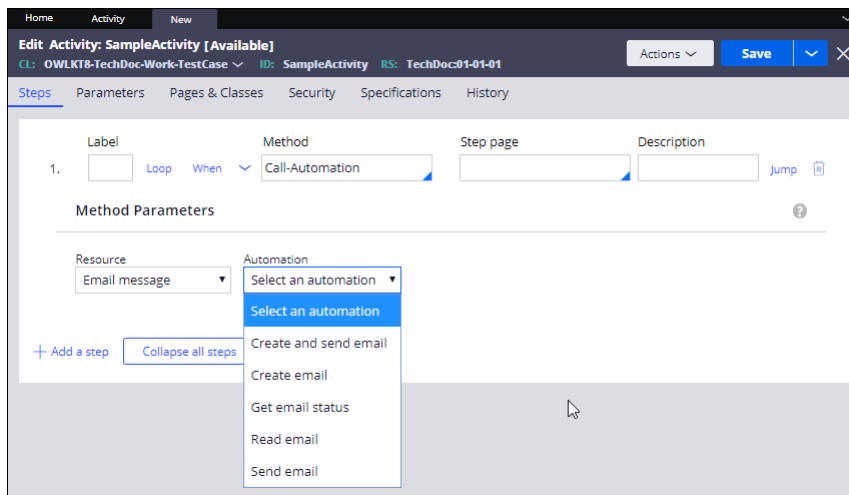 Home Activity New
Edit Activity: SampleActivity [Available]
CL: OWLKT8-TechDoc-Work-TestCase ID: SampleActivity RS: TechDoc:01-01-01
Actions Save
Steps Parameters Pages & Classes Security Specifications History
Label Method Step page Description
1. Loop When Call-Automation Jump
Method Parameters
?
Resource Automation
Email message Select an automation
Select an automation
Create and send email
Create email
Get email status
Read email
Send email
+ Add a step Collapse all steps